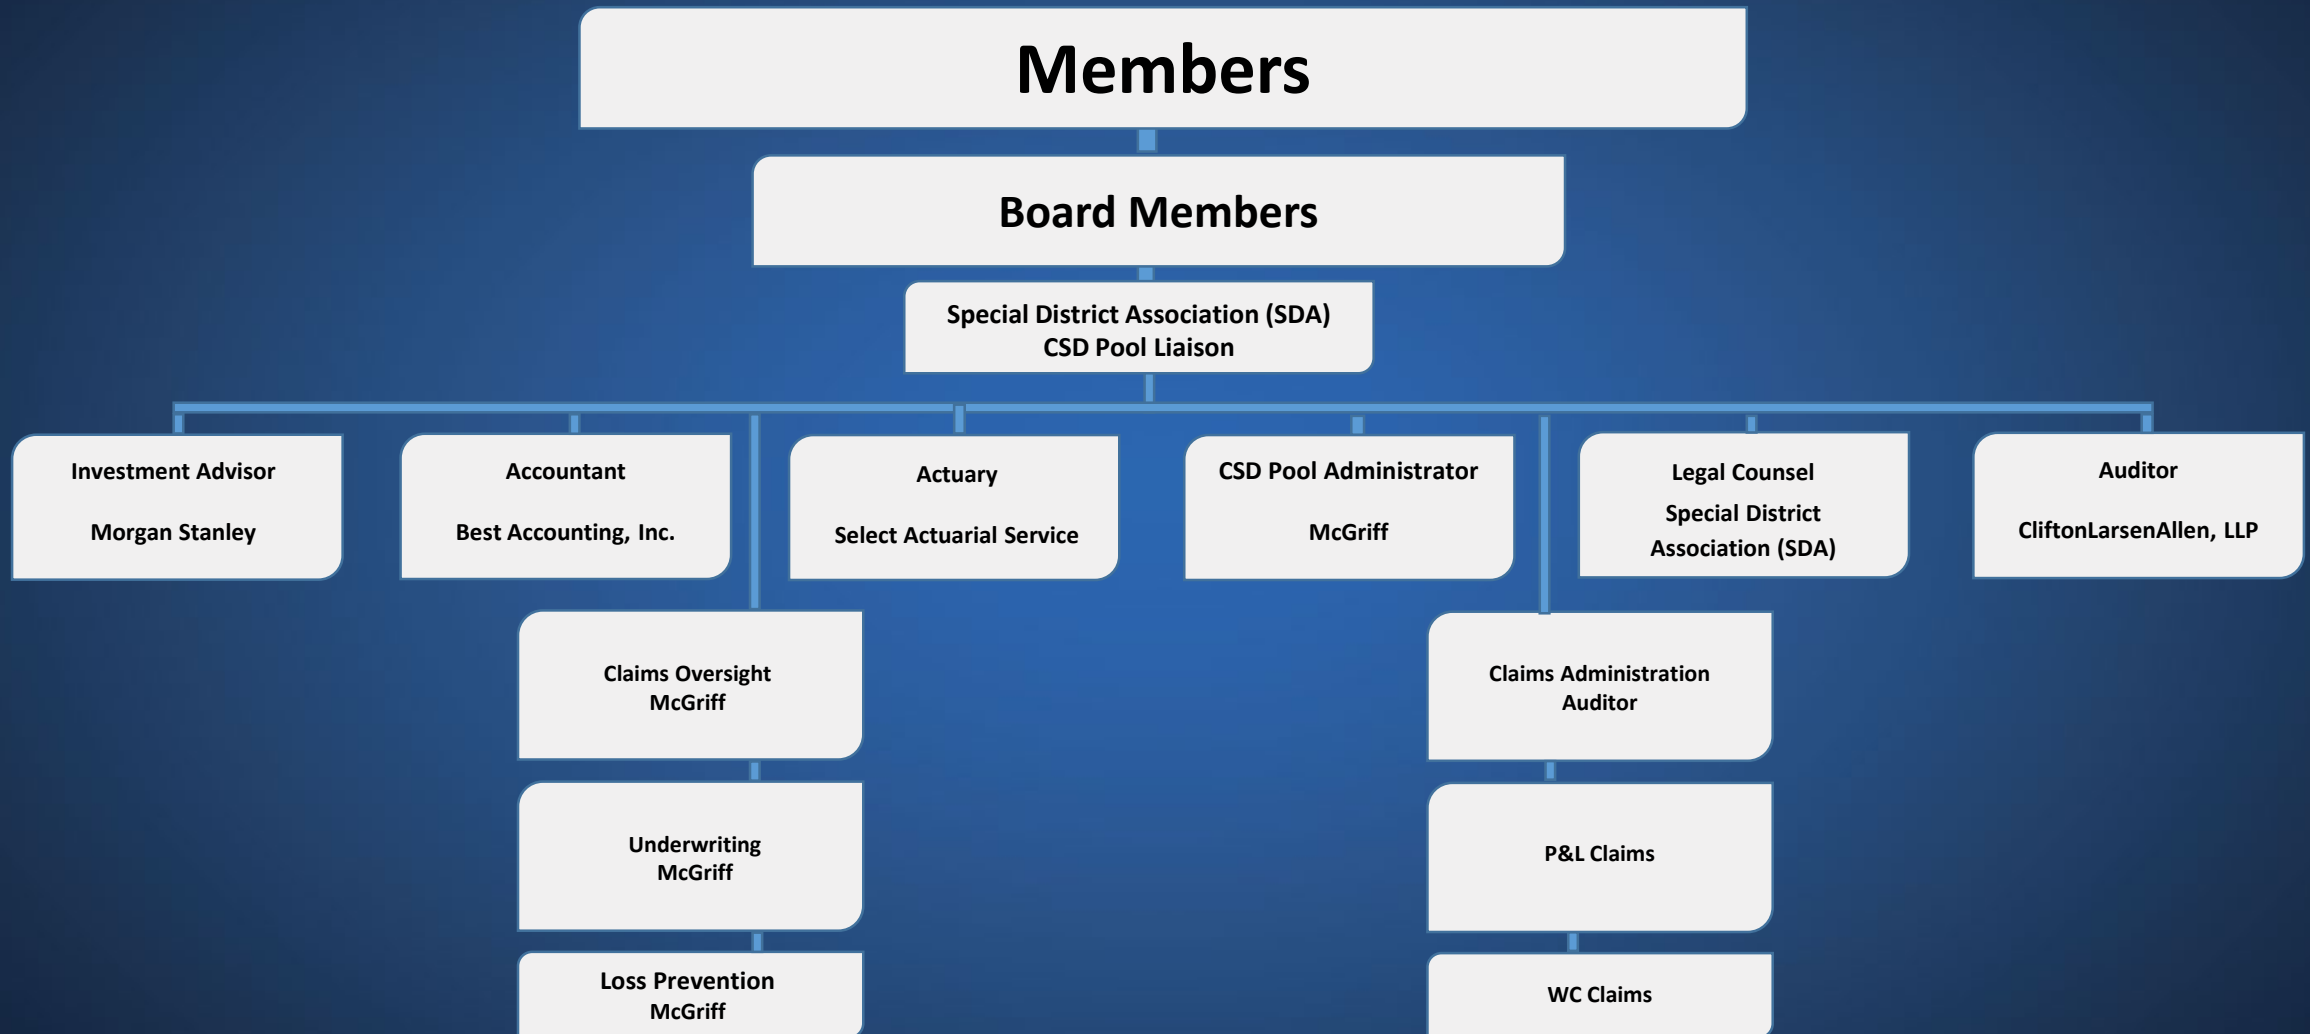 Members
Board Members
Special District Association (SDA)
CSD Pool Liaison
Investment Advisor
Morgan Stanley
Accountant
Best Accounting, Inc.
Actuary
Select Actuarial Service
CSD Pool Administrator
McGriff
Legal Counsel
Special District
Association (SDA)
Auditor
CliftonLarsenAllen, LLP
Claims Oversight
McGriff
Claims Administration
Auditor
Underwriting
McGriff
P&L Claims
Loss Prevention
McGriff
WC Claims